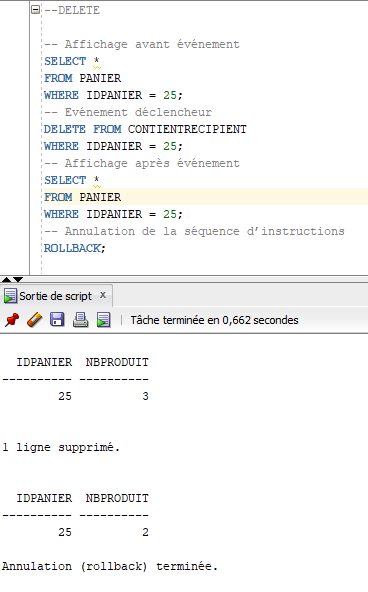 --DELETE
-- Affichage avant événement
SELECT *
FROM PANIER
WHERE IDPANIER = 25;
-- Evénement déclencheur
DELETE FROM CONTIENTRECIPIENT
WHERE IDPANIER = 25;
-- Affichage après événement
SELECT *
FROM PANIER
WHERE IDPANIER = 25;
-- Annulation de la séquence d’instructions
ROLLBACK;
Sortie de script x
Tâche terminée en 0,662 secondes
IDPANIER NBPRODUIT
---------- ----------
25 3
1 ligne supprimé.
IDPANIER NBPRODUIT
---------- ----------
25 2
Annulation (rollback) terminée.